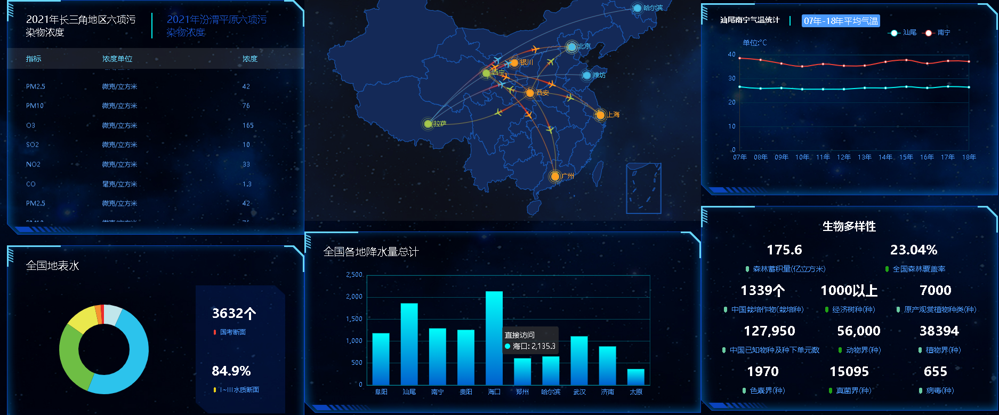 2021年长三角地区六项污
染物浓度
2021年汾渭平原六项污
染物浓度
指标 浓度单位 浓度
PM2.5 微克/立方米 42
PM10 微克/立方米 76
O3 微克/立方米 165
SO2 微克/立方米 10
NO2 微克/立方米 33
CO 毫克/立方米 1.3
PM2.5 微克/立方米 42
全国地表水
3632个
国考断面
84.9%
I~III水质断面
哈尔滨
北京
银川
西宁
潍坊
西安
上海
拉萨
广州
全国各地降水量总计
2,500
2,000
1,500
1,000
500
0
阜阳 汕尾 南宁 贵阳 海口 郑州 哈尔滨 武汉 济南 太原
直接访问
海口: 2,135.3
汕尾南宁气温统计
07年-18年平均气温
汕尾 南宁
单位:°C
40
30
20
10
0
07年 08年 09年 10年 11年 12年 13年 14年 15年 16年 17年 18年
生物多样性
175.6 23.04%
森林蓄积量(亿立方米) 全国森林覆盖率
1339个 1000以上 7000
中国栽培作物(栽培种) 经济树种(种) 原产观赏植物种类(种)
127,950 56,000 38394
中国已知物种及种下单元数 动物界(种) 植物界(种)
1970 15095 655
色素界(种) 真菌界(种) 病毒(种)